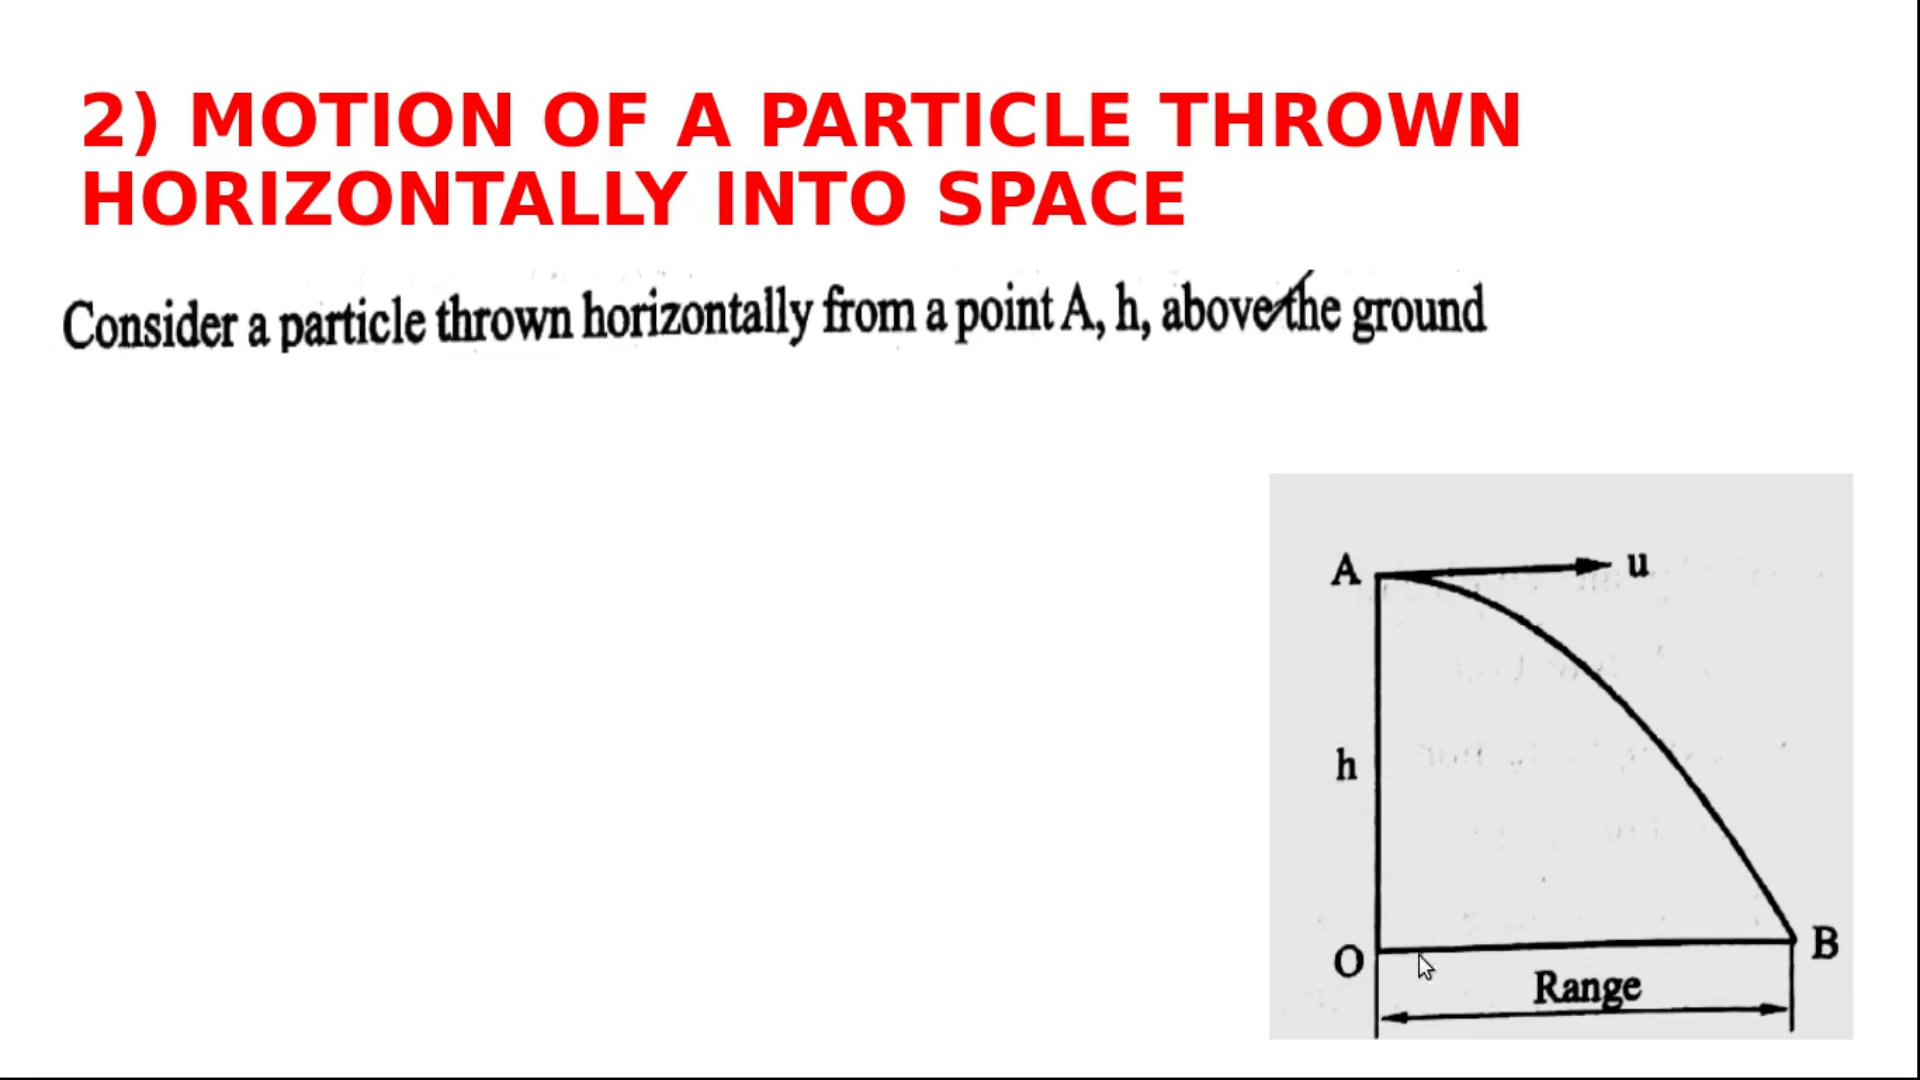 2) MOTION OF A PARTICLE THROWN
HORIZONTALLY INTO SPACE
Consider a particle thrown horizontally from a point A, h, above the ground
A
u
h
O
B
Range